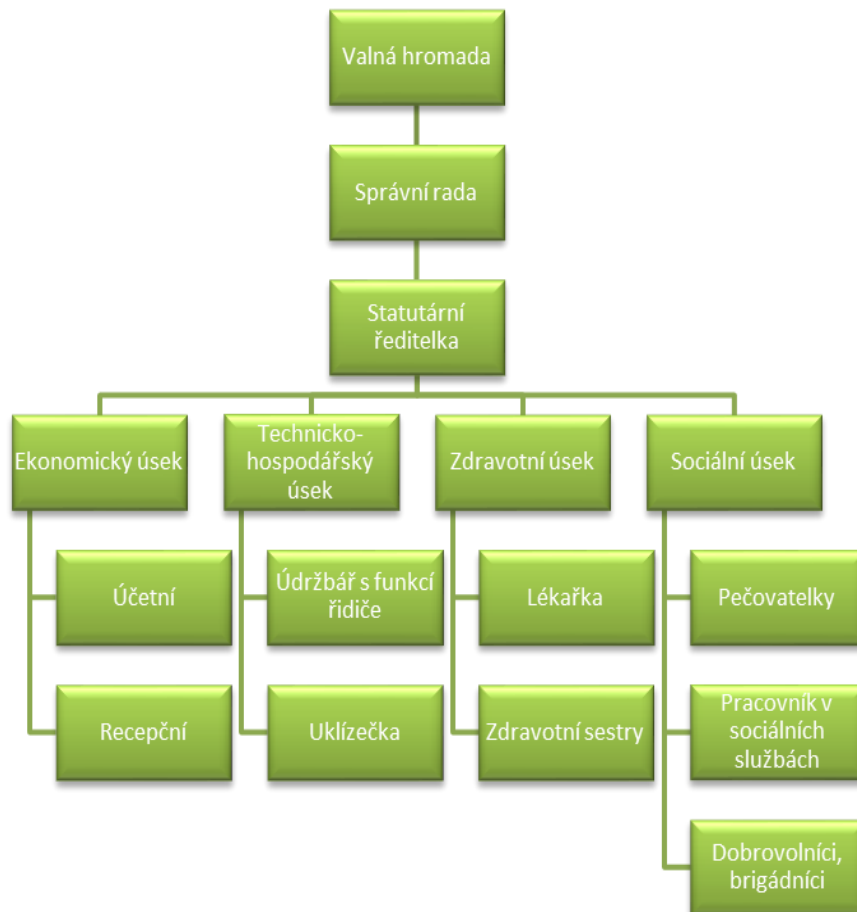 Valná hromada
Správní rada
Statutární
ředitelka
Ekonomický úsek
Technicko-
hospodářský
úsek
Zdravotní úsek
Sociální úsek
Účetní
Údržbář s funkcí
řidiče
Lékařka
Pečovatelky
Recepční
Uklízečka
Zdravotní sestry
Pracovník v
sociálních
službách
Dobrovolníci,
brigádníci